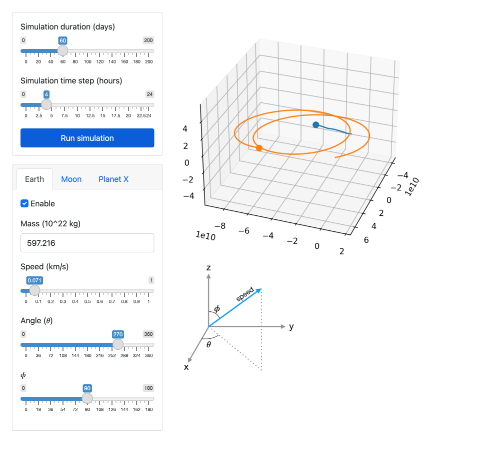 Simulation duration (days)
0 60 200
0 20 40 60 80 100 120 140 160 180 200
Simulation time step (hours)
0 4 24
0 2.5 5 7.5 10 12.5 15 17.5 20 22.5 24
Run simulation
Earth Moon Planet X
Enable
Mass (10^22 kg)
597.216
Speed (km/s)
0 0.071 1
0 0.1 0.2 0.3 0.4 0.5 0.6 0.7 0.8 0.9 1
Angle (θ)
0 270 360
0 36 72 108 144 180 216 252 288 324 360
ϕ
0 90 180
0 18 36 54 72 90 108 126 144 162 180
4
2
0
−2
−4
1e10
−8 −6 −4 −2 0 2
−4
−2
0
2
4
6
1e10
z
speed
ϕ
y
θ
x